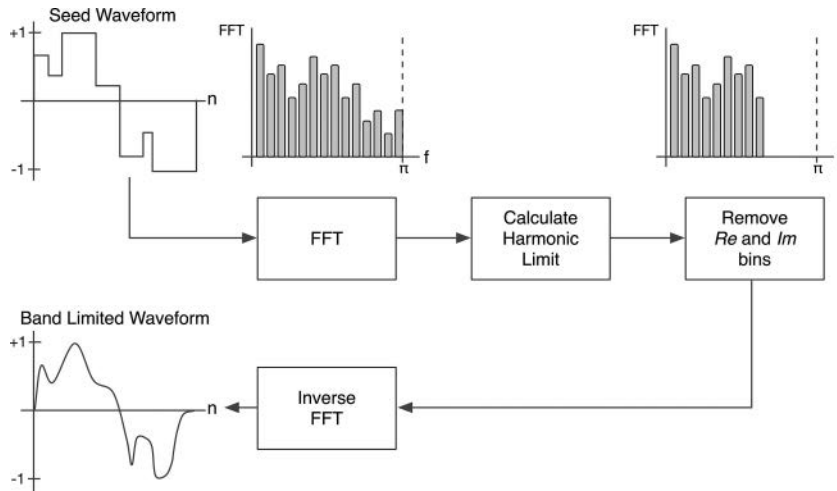 Seed Waveform
+1
n
-1
FFT
f
π
FFT
π
FFT
Calculate
Harmonic
Limit
Remove
Re and Im
bins
Band Limited Waveform
+1
n
-1
Inverse
FFT